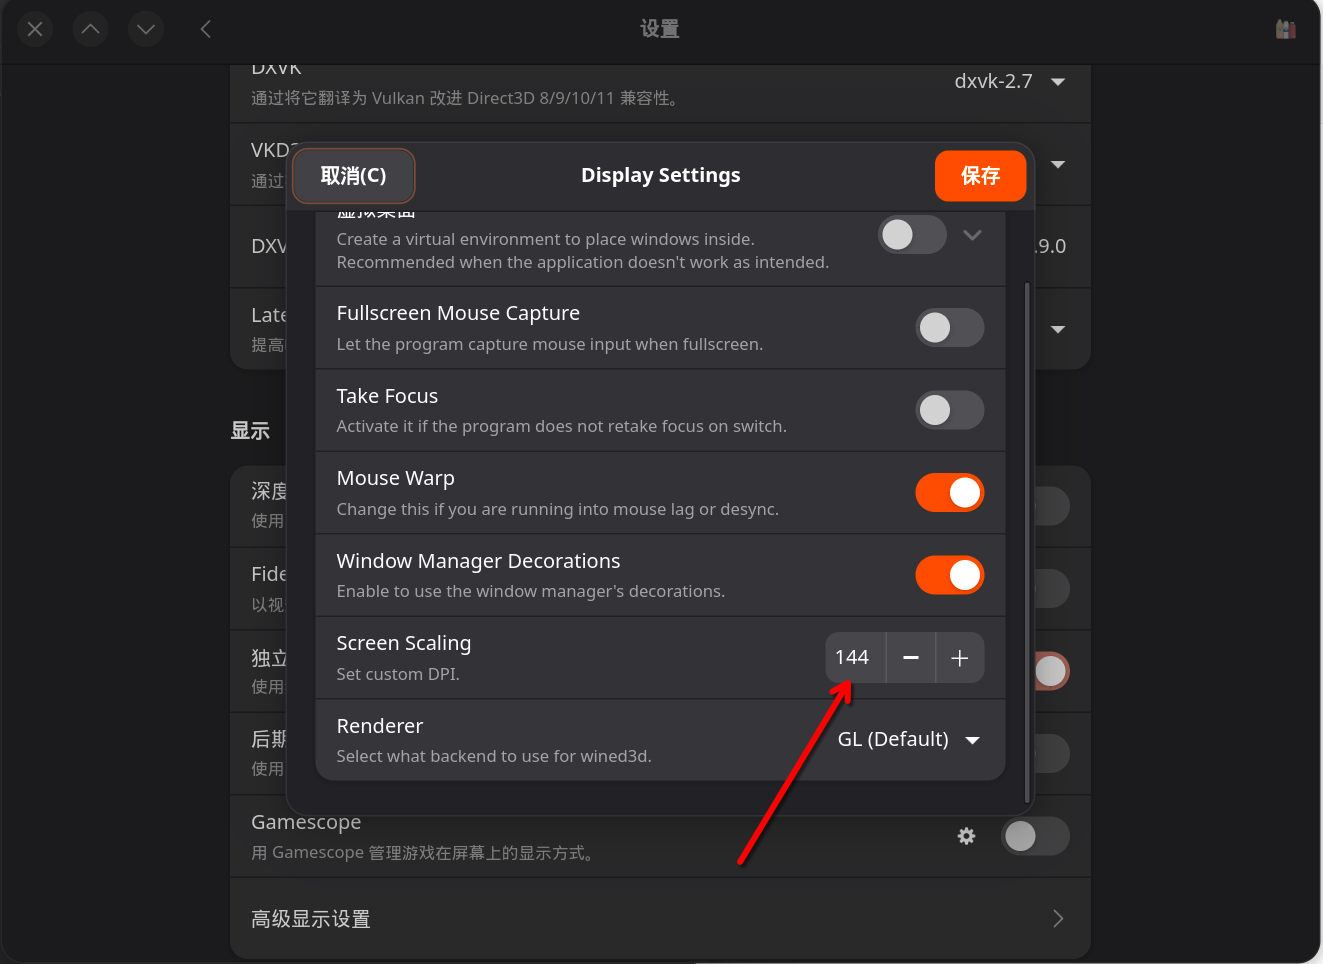 设置
DXVK
dxvk-2.7
通过将它翻译为 Vulkan 改进 Direct3D 8/9/10/11 兼容性。
VKD3
通过
取消(C)
Display Settings
保存
虚拟桌面
Create a virtual environment to place windows inside.
Recommended when the application doesn't work as intended.
DXV
.9.0
Fullscreen Mouse Capture
Let the program capture mouse input when fullscreen.
Late
提高
Take Focus
Activate it if the program does not retake focus on switch.
显示
Mouse Warp
Change this if you are running into mouse lag or desync.
深度
使用
Window Manager Decorations
Enable to use the window manager's decorations.
Fide
以视
Screen Scaling
Set custom DPI.
144
独立
使用
Renderer
Select what backend to use for wined3d.
GL (Default)
后期
使用
Gamescope
用 Gamescope 管理游戏在屏幕上的显示方式。
高级显示设置